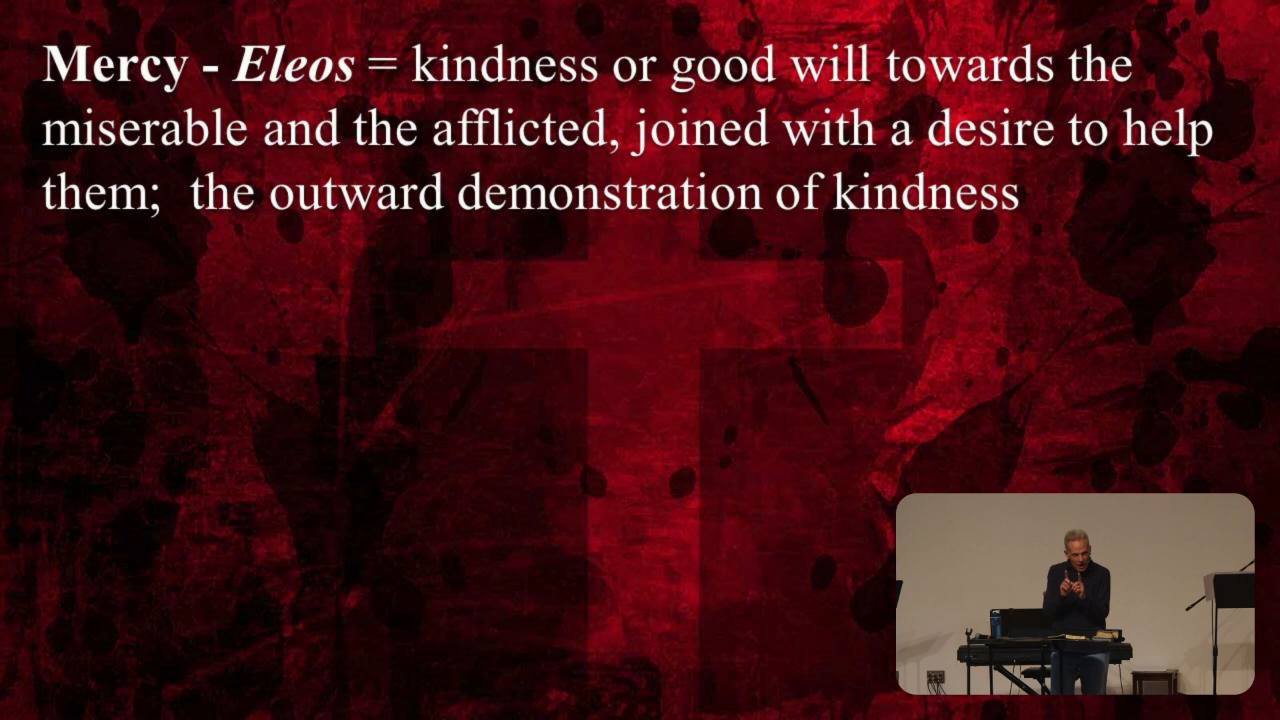 Mercy - Eleos = kindness or good will towards the
miserable and the afflicted, joined with a desire to help
them;  the outward demonstration of kindness